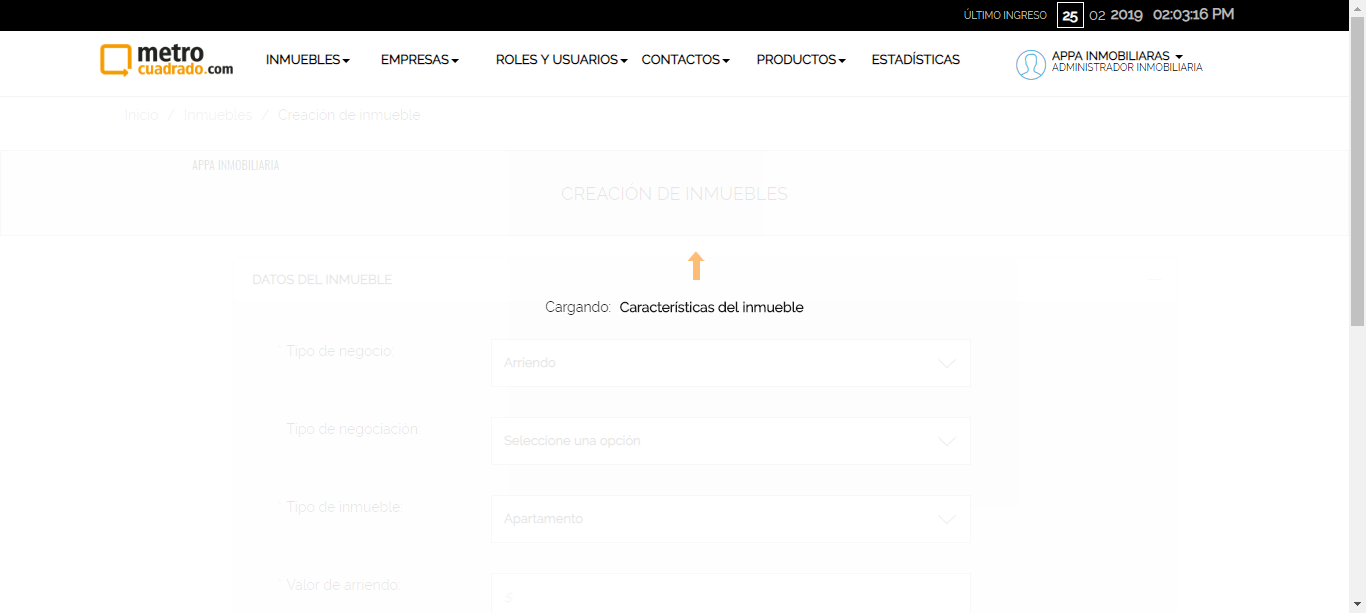 ÚLTIMO INGRESO 25 02 2019 02:03:16 PM
metro
cuadrado.com
INMUEBLES EMPRESAS ROLES Y USUARIOS CONTACTOS PRODUCTOS ESTADÍSTICAS
APPA INMOBILIARAS
ADMINISTRADOR INMOBILIARIA
Inicio / Inmuebles / Creación de inmueble
APPA INMOBILIARIA
CREACIÓN DE INMUEBLES
DATOS DEL INMUEBLE
Cargando: Características del inmueble
* Tipo de negocio: Arriendo
Tipo de negociación: Seleccione una opción
* Tipo de inmueble: Apartamento
* Valor de arriendo: $